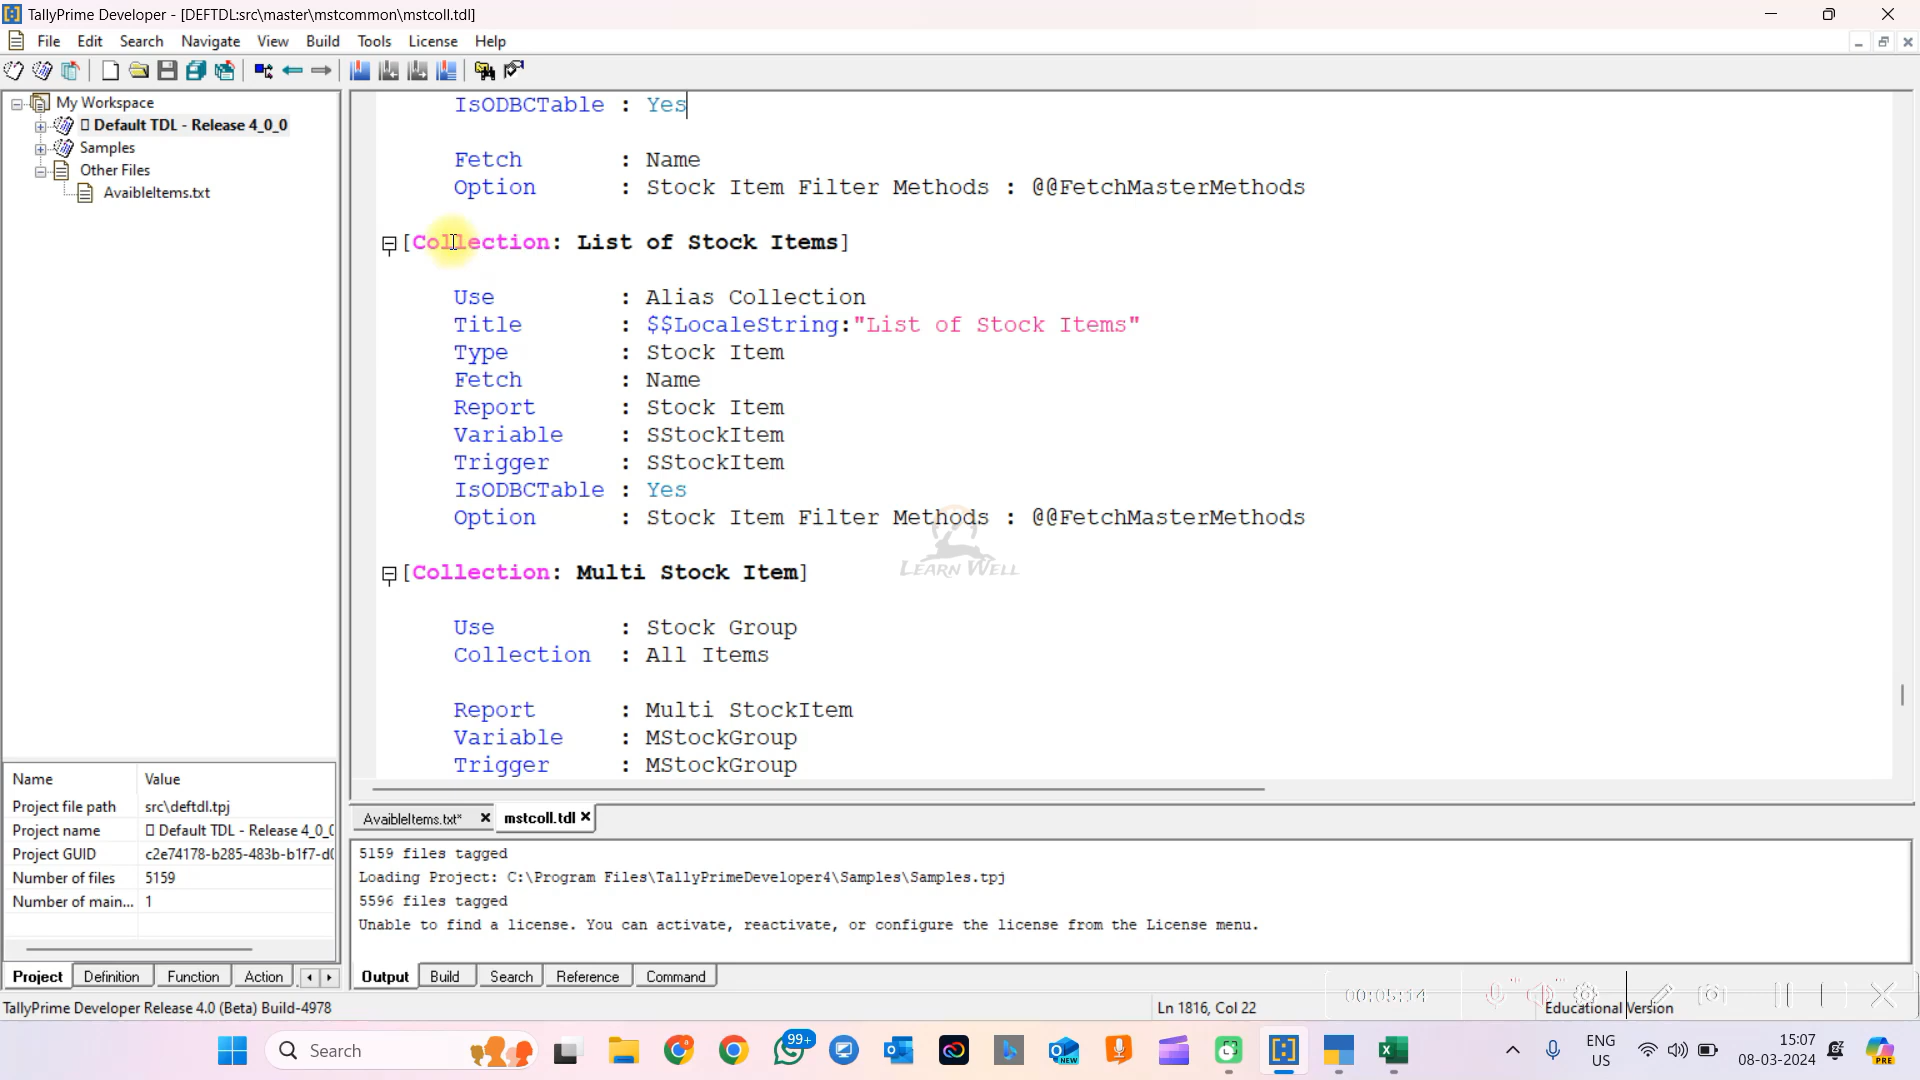 TallyPrime Developer - [DEFTDL:src\master\mstcommon\mstcoll.tdl]
File Edit Search Navigate View Build Tools License Help
My Workspace
Default TDL - Release 4_0_0
Samples
Other Files
AvaibleItems.txt
IsODBCTable : Yes
Fetch : Name
Option : Stock Item Filter Methods : @@FetchMasterMethods
[Collection: List of Stock Items]
Use : Alias Collection
Title : $$LocaleString:"List of Stock Items"
Type : Stock Item
Fetch : Name
Report : Stock Item
Variable : SStockItem
Trigger : SStockItem
IsODBCTable : Yes
Option : Stock Item Filter Methods : @@FetchMasterMethods
LEARN WELL
[Collection: Multi Stock Item]
Use : Stock Group
Collection : All Items
Report : Multi StockItem
Variable : MStockGroup
Trigger : MStockGroup
Name Value
Project file path src\deftdl.tpj
Project name Default TDL - Release 4_0_0
Project GUID c2e74178-b285-483b-b1f7-d
Number of files 5159
Number of main... 1
Project Definition Function Action
AvaibleItems.txt* mstcoll.tdl
5159 files tagged
Loading Project: C:\Program Files\TallyPrimeDeveloper4\Samples\Samples.tpj
5596 files tagged
Unable to find a license. You can activate, reactivate, or configure the license from the License menu.
Output Build Search Reference Command
00:05:14
TallyPrime Developer Release 4.0 (Beta) Build-4978
Ln 1816, Col 22
Educational Version
Search
99+
NEW
ENG
US
15:07
08-03-2024
PRE